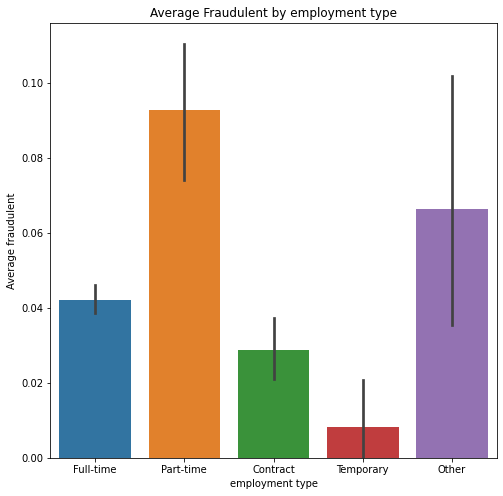 Average Fraudulent by employment type
Average fraudulent
0.10
0.08
0.06
0.04
0.02
0.00
Full-time Part-time Contract Temporary Other
employment type